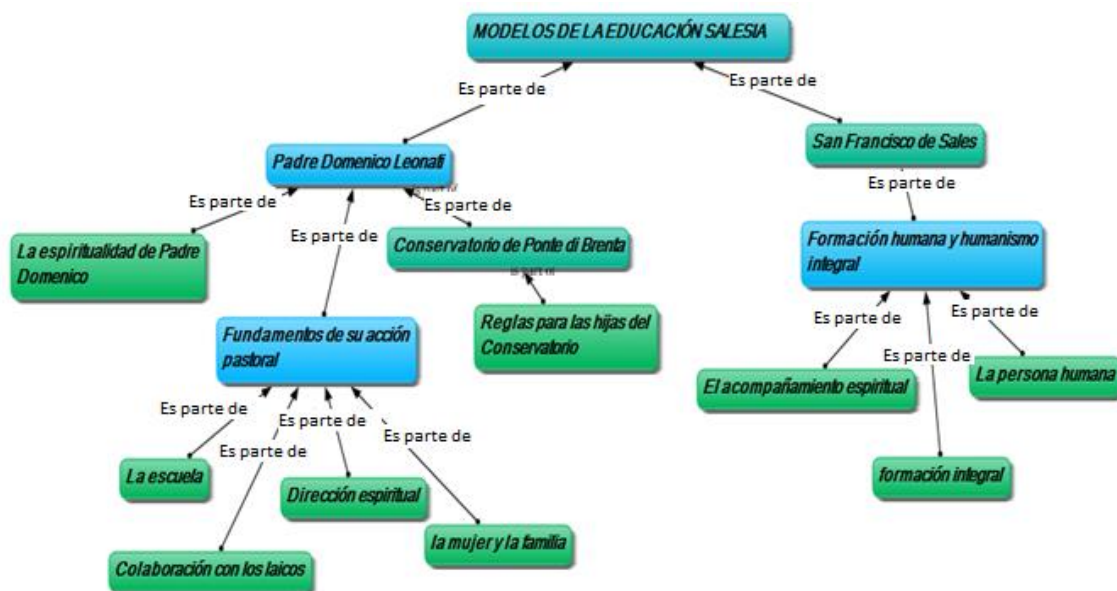 MODELOS DE LA EDUCACIÓN SALESIA
Es parte de
Es parte de
Padre Domenico Leonati
San Francisco de Sales
Es parte de
Es parte de
Es parte de
Es parte de
La espiritualidad de Padre
Domenico
Conservatorio de Ponte di Brenta
Formación humana y humanismo
integral
Es parte de
Es parte de
Es parte de
Fundamentos de su acción
pastoral
Reglas para las hijas del
Conservatorio
El acompañamiento espiritual
La persona humana
Es parte de
Es parte de
Es parte de
Es parte de
La escuela
Dirección espiritual
formación integral
la mujer y la familia
Colaboración con los laicos